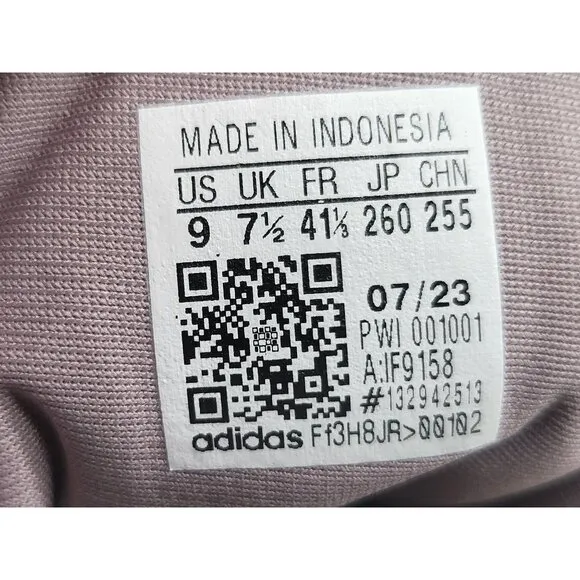 MADE IN INDONESIA
US UK FR JP CHN
9 7½ 41⅓ 260 255
07/23
PWI 001001
A:IF9158
#132942513
adidas Ff3H8JR>00102